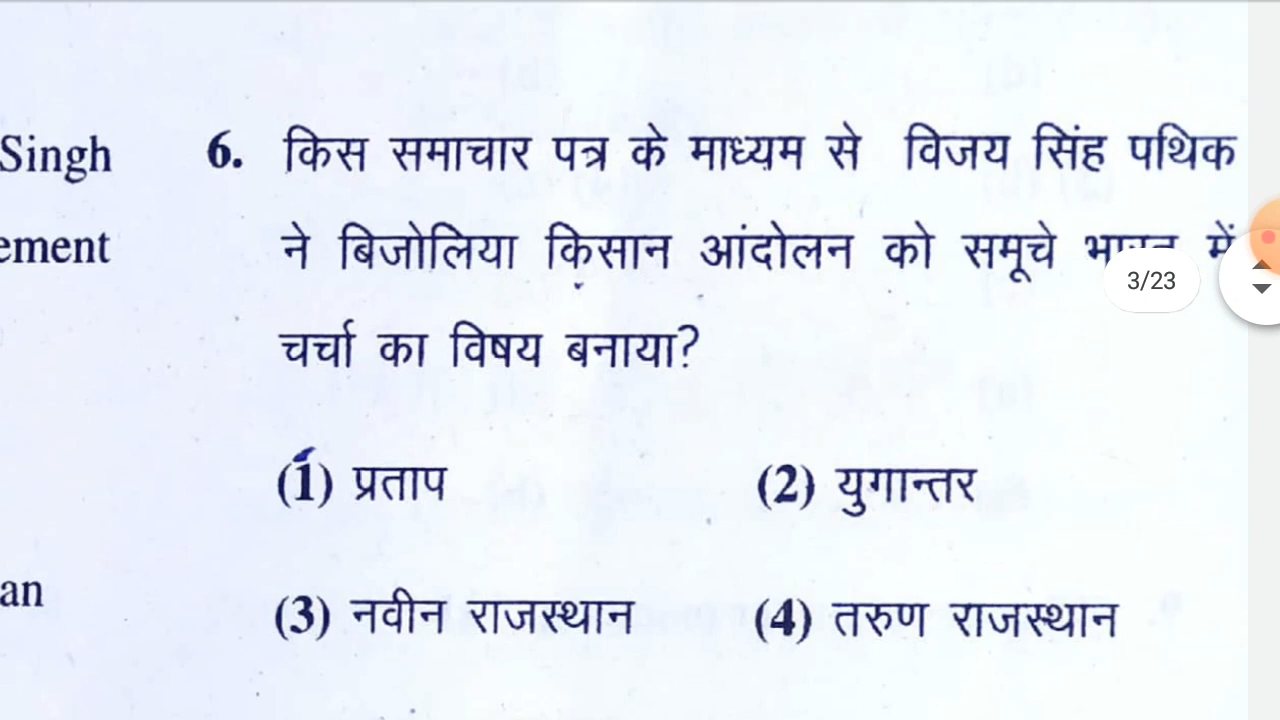 Singh
6. किस समाचार पत्र के माध्यम से विजय सिंह पथिक
ement
ने बिजोलिया किसान आंदोलन को समूचे में
3/23
चर्चा का विषय बनाया?
(1) प्रताप (2) युगान्तर
an
(3) नवीन राजस्थान (4) तरुण राजस्थान